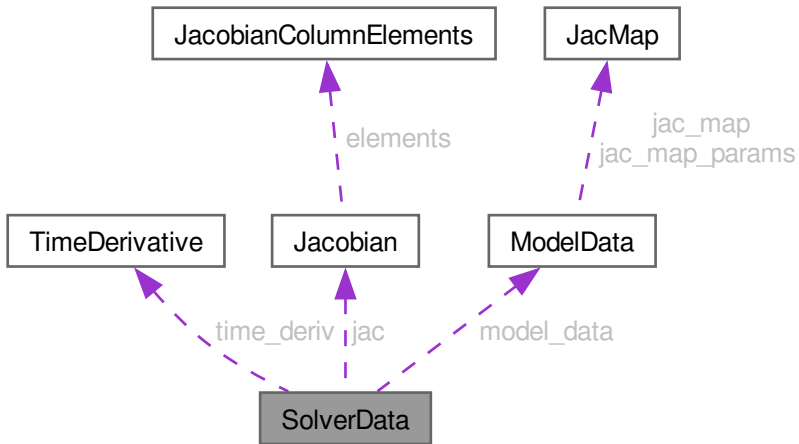 JacobianColumnElements
JacMap
elements
jac_map
jac_map_params
TimeDerivative
Jacobian
ModelData
time_deriv
jac
model_data
SolverData